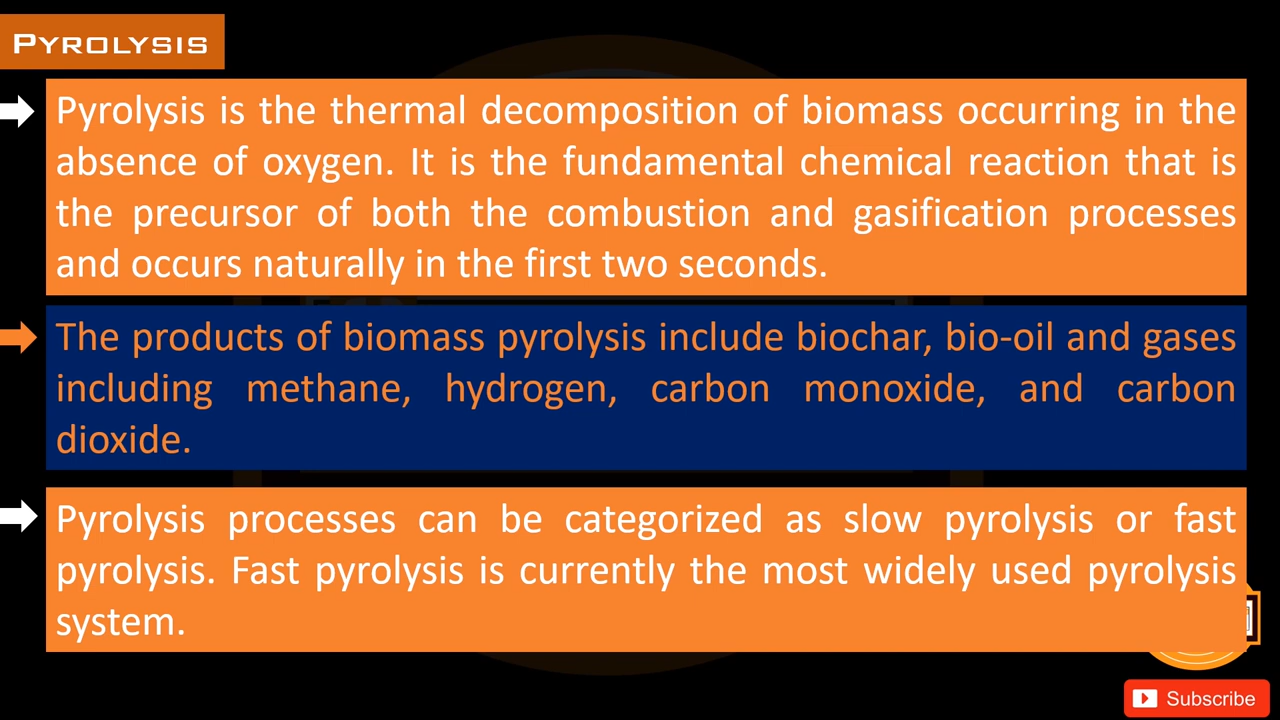 PYROLYSIS
Pyrolysis is the thermal decomposition of biomass occurring in the
absence of oxygen. It is the fundamental chemical reaction that is
the precursor of both the combustion and gasification processes
and occurs naturally in the first two seconds.
The products of biomass pyrolysis include biochar, bio-oil and gases
including methane, hydrogen, carbon monoxide, and carbon
dioxide.
Pyrolysis processes can be categorized as slow pyrolysis or fast
pyrolysis. Fast pyrolysis is currently the most widely used pyrolysis
system.
Subscribe